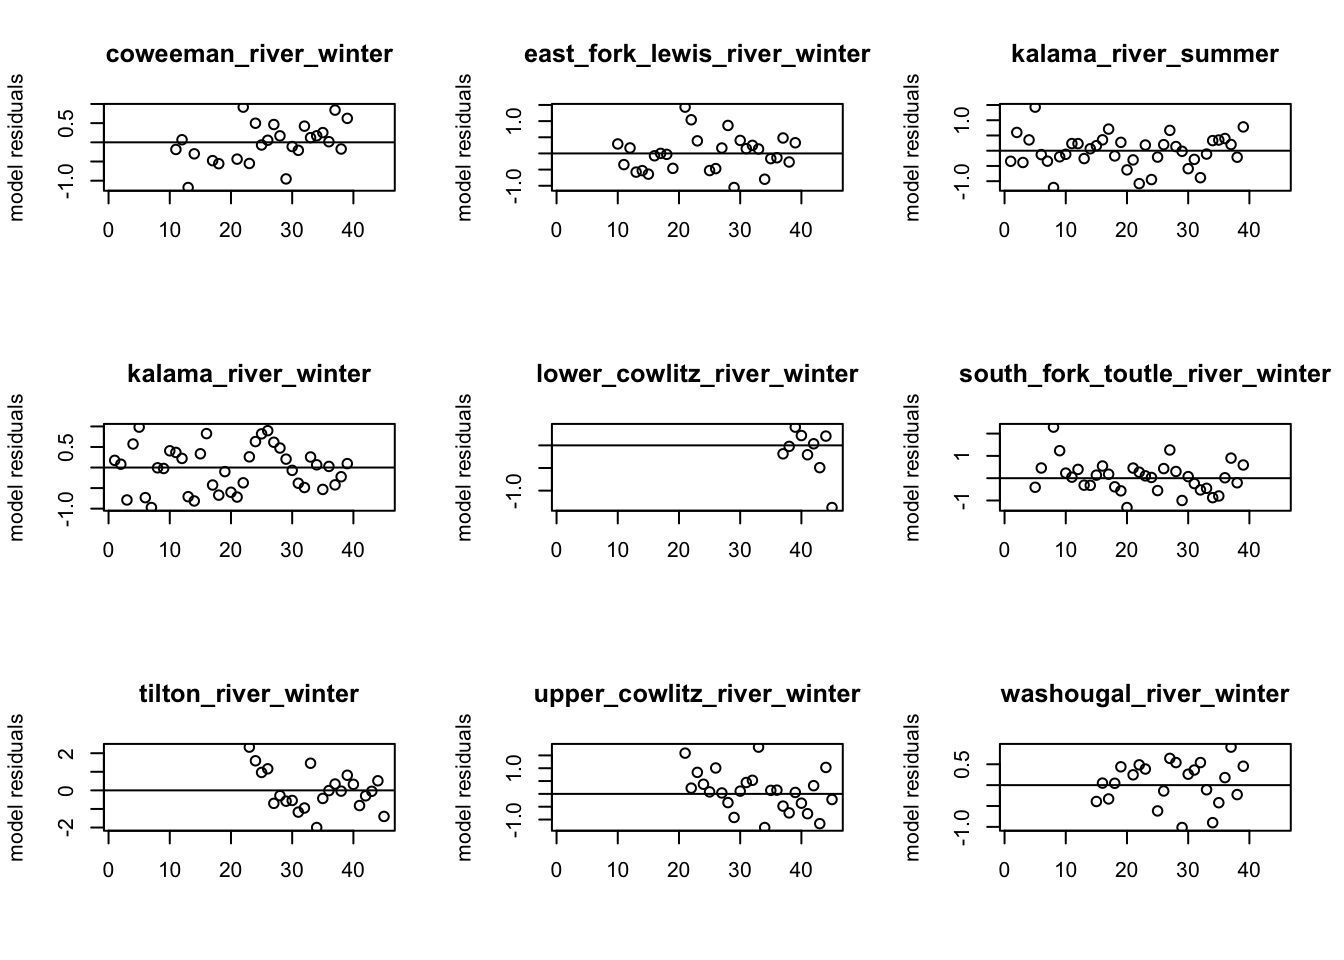 coweeman_river_winter
model residuals
0.5
-1.0
0 10 20 30 40
east_fork_lewis_river_winter
model residuals
1.0
-1.0
0 10 20 30 40
kalama_river_summer
model residuals
1.0
-1.0
0 10 20 30 40
kalama_river_winter
model residuals
0.5
-1.0
0 10 20 30 40
lower_cowlitz_river_winter
model residuals
-1.0
0 10 20 30 40
south_fork_toutle_river_winter
model residuals
1
-1
0 10 20 30 40
tilton_river_winter
model residuals
2
0
-2
0 10 20 30 40
upper_cowlitz_river_winter
model residuals
1.0
-1.0
0 10 20 30 40
washougal_river_winter
model residuals
0.5
-1.0
0 10 20 30 40